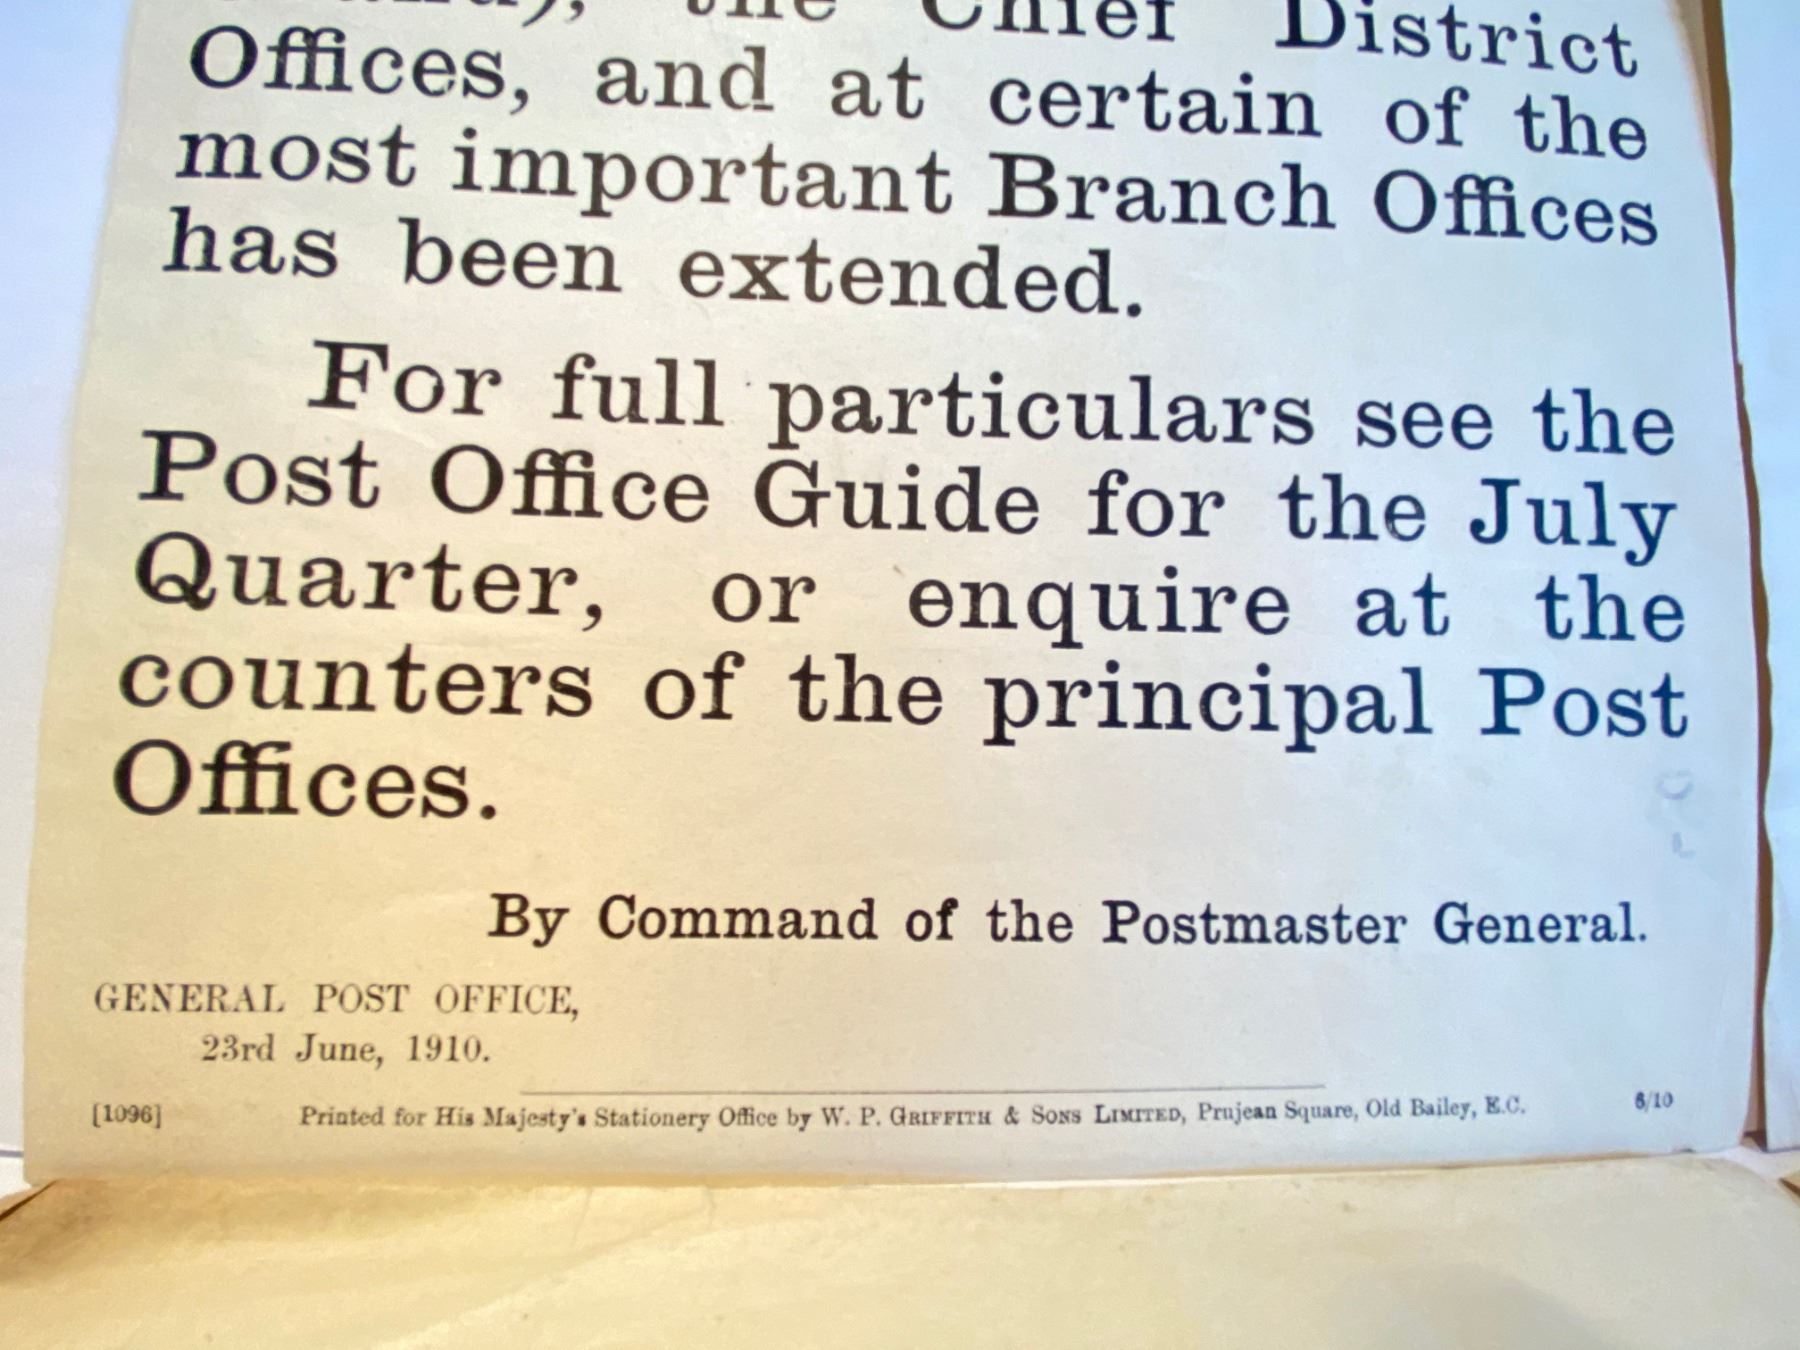 the Chief District
Offices, and at certain of the
most important Branch Offices
has been extended.
For full particulars see the
Post Office Guide for the July
Quarter, or enquire at the
counters of the principal Post
Offices.
By Command of the Postmaster General.
GENERAL POST OFFICE,
23rd June, 1910.
[1096] Printed for His Majesty's Stationery Office by W. P. GRIFFITH & SONS LIMITED, Prujean Square, Old Bailey, E.C. 6/10